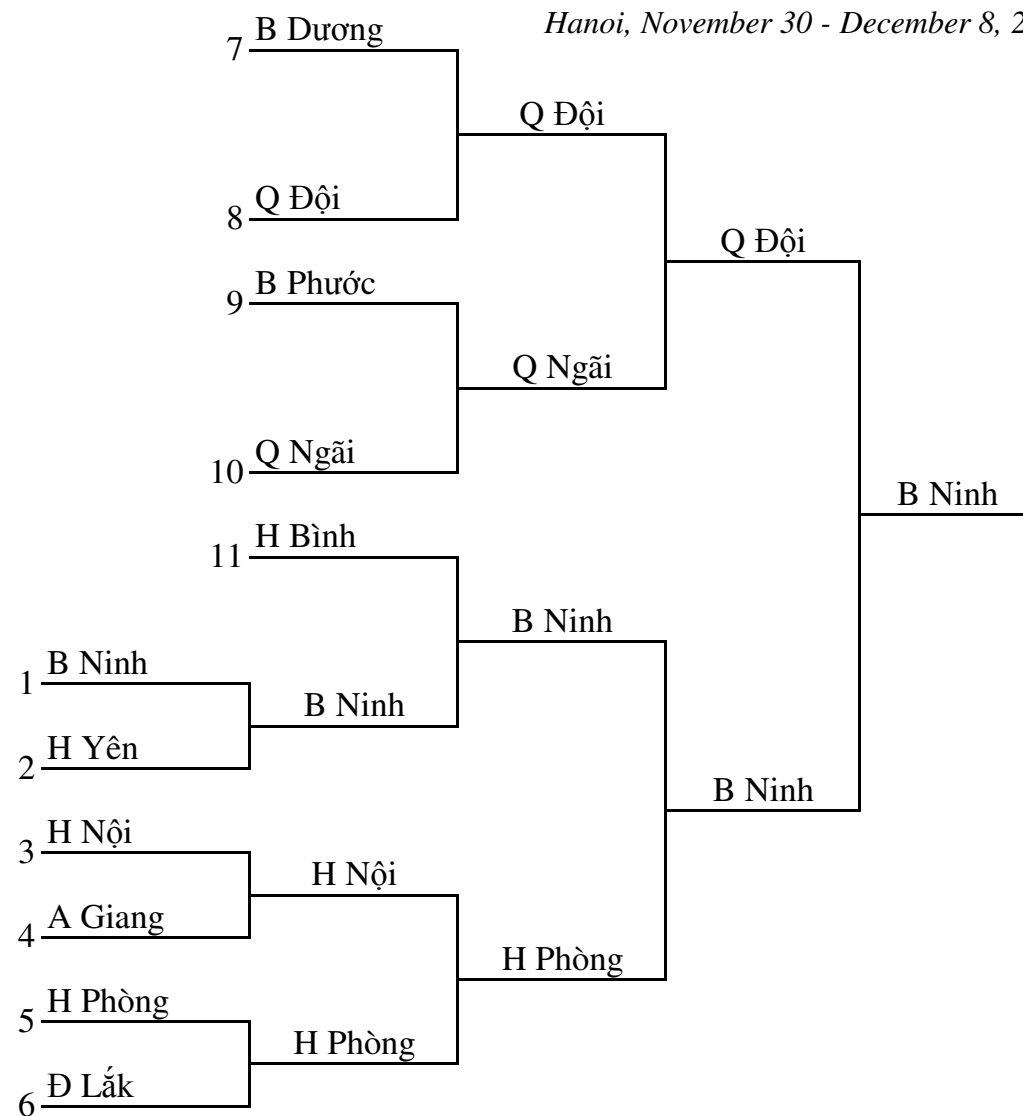 Hanoi, November 30 - December 8, 2
B Dương
7
Q Đội
Q Đội
8
Q Đội
B Phước
9
Q Ngãi
Q Ngãi
10
B Ninh
H Bình
11
B Ninh
B Ninh
1
B Ninh
H Yên
2
B Ninh
H Nội
3
H Nội
A Giang
4
H Phòng
H Phòng
5
H Phòng
Đ Lắk
6